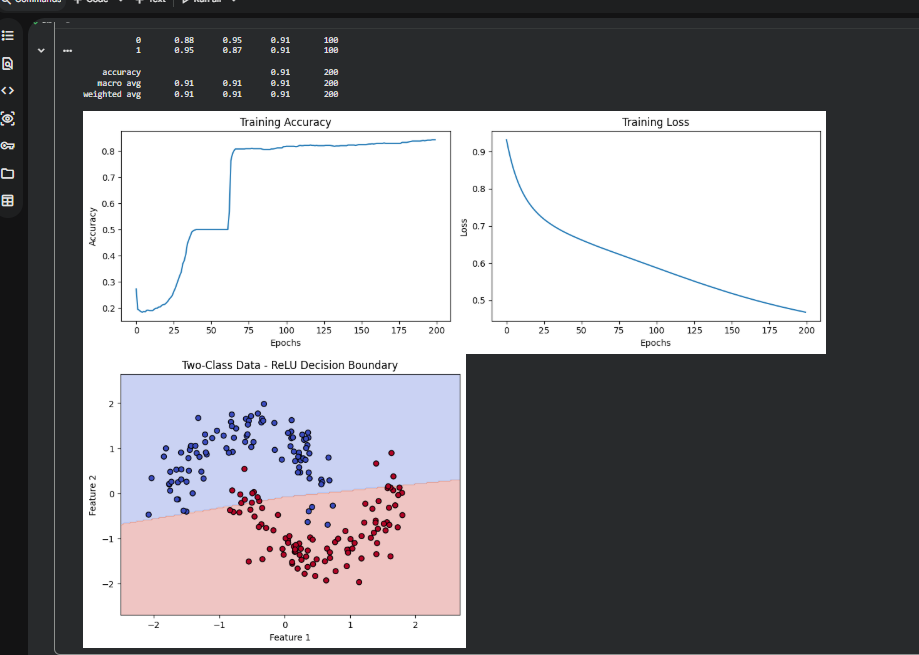 Commands + Code + Text Run all
0 0.88 0.95 0.91 100
1 0.95 0.87 0.91 100
accuracy 0.91 200
macro avg 0.91 0.91 0.91 200
weighted avg 0.91 0.91 0.91 200
Training Accuracy
0.8
0.7
0.6
0.5
0.4
0.3
0.2
Accuracy
0 25 50 75 100 125 150 175 200
Epochs
Training Loss
0.9
0.8
0.7
0.6
0.5
Loss
0 25 50 75 100 125 150 175 200
Epochs
Two-Class Data - ReLU Decision Boundary
2
1
0
−1
−2
Feature 2
−2 −1 0 1 2
Feature 1